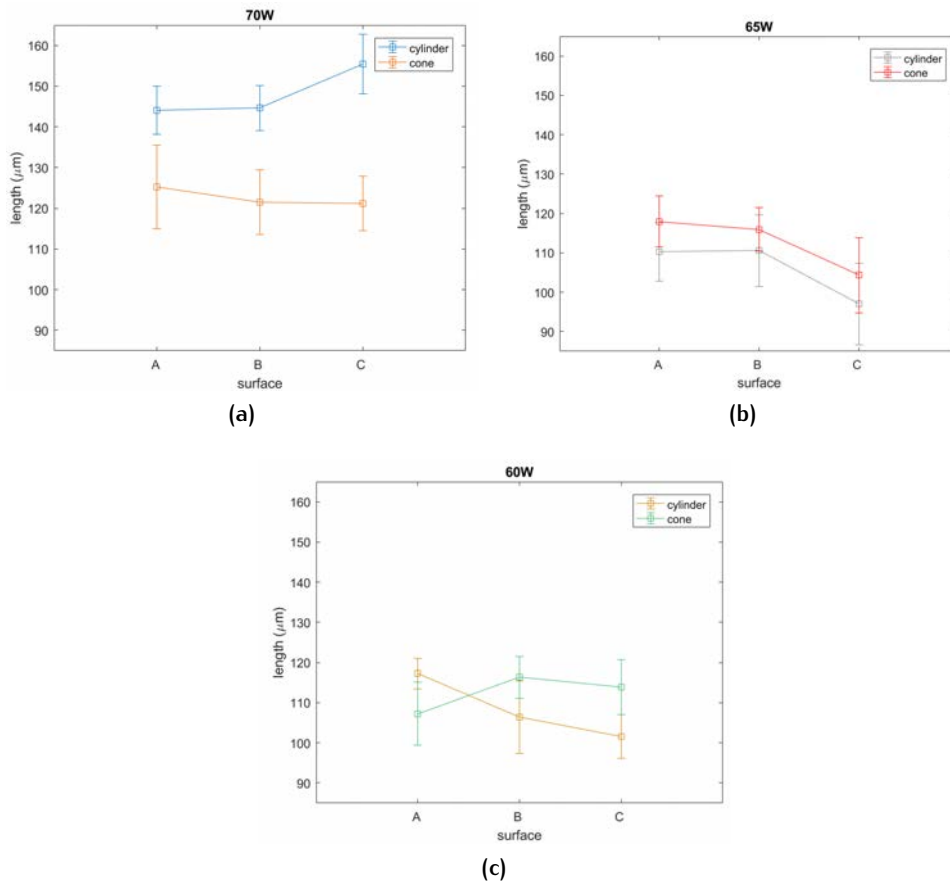 70W
160
150
140
130
120
110
100
90
length (μm)
cylinder
cone
A B C
surface
(a)
65W
160
150
140
130
120
110
100
90
length (μm)
cylinder
cone
A B C
surface
(b)
60W
160
150
140
130
120
110
100
90
length (μm)
cylinder
cone
A B C
surface
(c)